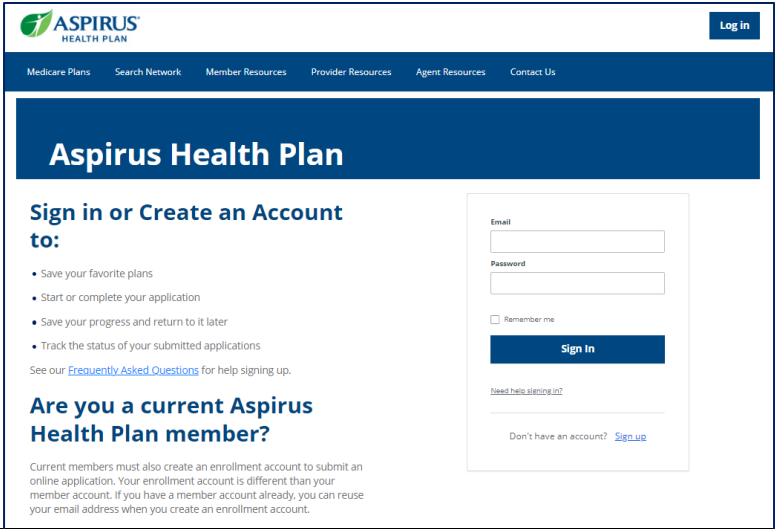 ASPIRUS
HEALTH PLAN
Log in
Medicare Plans Search Network Member Resources Provider Resources Agent Resources Contact Us
Aspirus Health Plan
Sign in or Create an Account
to:
• Save your favorite plans
• Start or complete your application
• Save your progress and return to it later
• Track the status of your submitted applications
See our Frequently Asked Questions for help signing up.
Are you a current Aspirus
Health Plan member?
Current members must also create an enrollment account to submit an
online application. Your enrollment account is different than your
member account. If you have a member account already, you can reuse
your email address when you create an enrollment account.
Email
Password
Remember me
Sign In
Need help signing in?
Don't have an account? Sign up